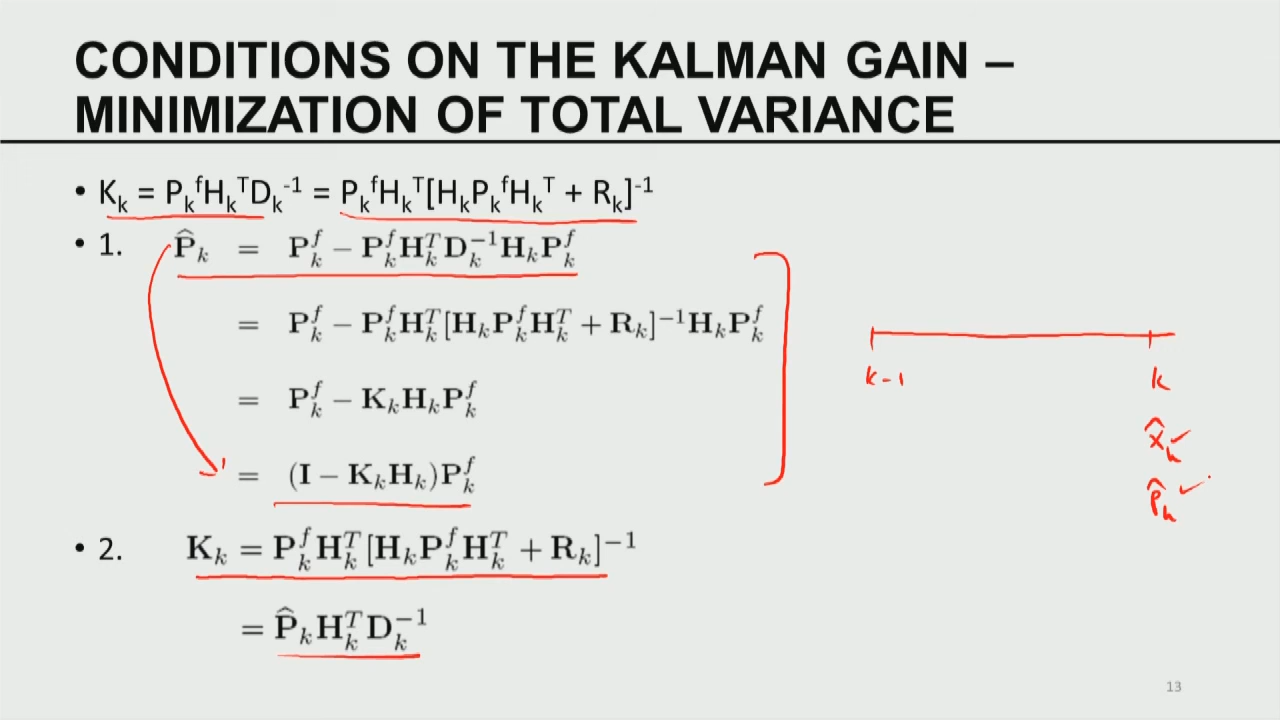 CONDITIONS ON THE KALMAN GAIN –
MINIMIZATION OF TOTAL VARIANCE
• Kₖ = PₖᶠHₖᵀDₖ⁻¹ = PₖᶠHₖᵀ[HₖPₖᶠHₖᵀ + Rₖ]⁻¹
• 1. P̂ₖ = Pₖᶠ − PₖᶠHₖᵀDₖ⁻¹HₖPₖᶠ
= Pₖᶠ − PₖᶠHₖᵀ[HₖPₖᶠHₖᵀ + Rₖ]⁻¹HₖPₖᶠ
= Pₖᶠ − KₖHₖPₖᶠ
= (I − KₖHₖ)Pₖᶠ
• 2. Kₖ = PₖᶠHₖᵀ[HₖPₖᶠHₖᵀ + Rₖ]⁻¹
= P̂ₖHₖᵀDₖ⁻¹
k-1
k
x̂ₖ ✓
P̂ₖ ✓
13